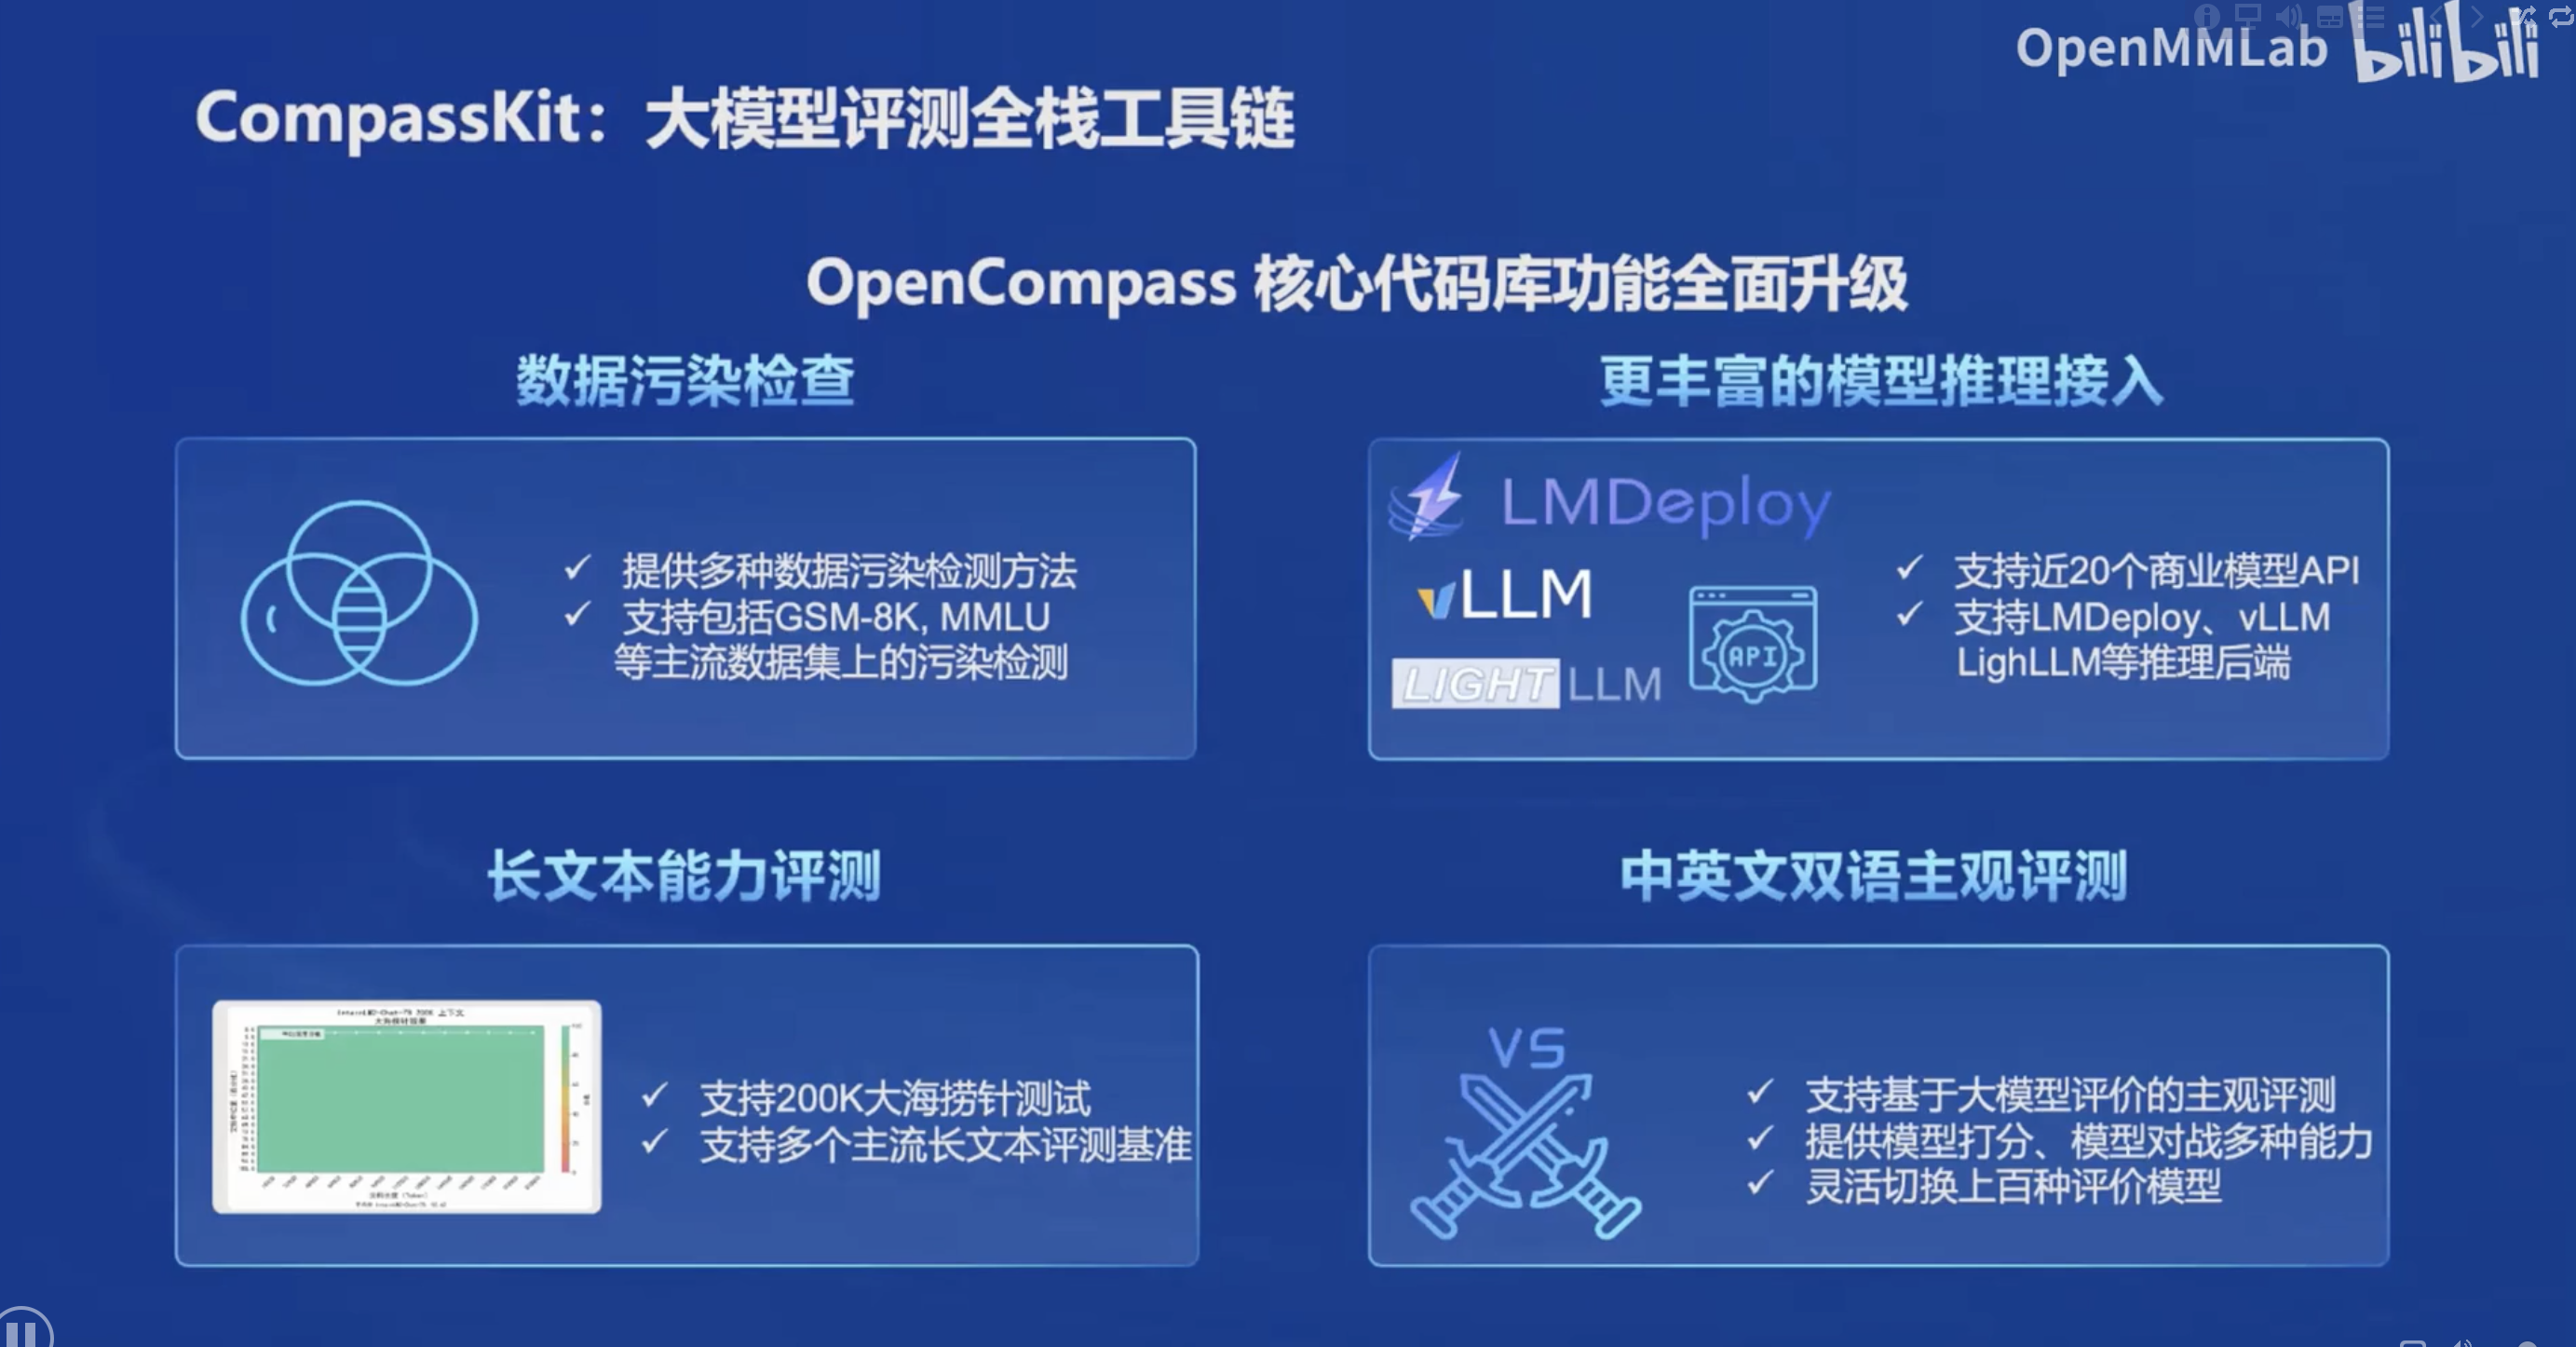 OpenMMLab bilibili
CompassKit：大模型评测全栈工具链
OpenCompass 核心代码库功能全面升级
数据污染检查
✓ 提供多种数据污染检测方法
✓ 支持包括GSM-8K, MMLU
等主流数据集上的污染检测
更丰富的模型推理接入
LMDeploy
vLLM
LIGHT LLM
API
✓ 支持近20个商业模型API
✓ 支持LMDeploy、vLLM
LighLLM等推理后端
长文本能力评测
✓ 支持200K大海捞针测试
✓ 支持多个主流长文本评测基准
中英文双语主观评测
VS
✓ 支持基于大模型评价的主观评测
✓ 提供模型打分、模型对战多种能力
✓ 灵活切换上百种评价模型